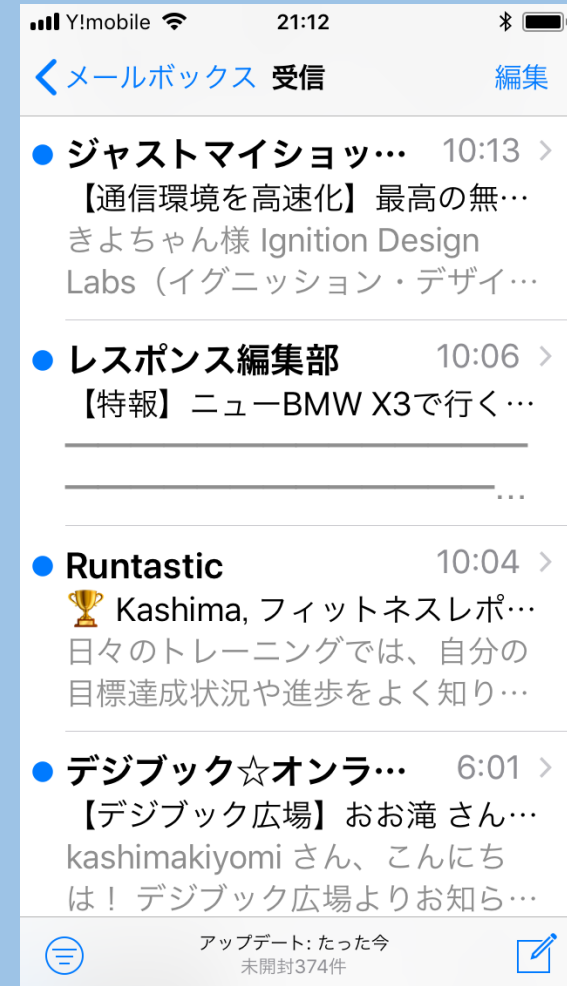 Y!mobile 21:12
メールボックス 受信 編集
ジャストマイショッ… 10:13
【通信環境を高速化】最高の無…
きよちゃん様 Ignition Design
Labs（イグニッション・デザイ…
レスポンス編集部 10:06
【特報】ニューBMW X3で行く…
━━━━━━━━━━━━━━
━━━━━━━━━━━━━…
Runtastic 10:04
🏆 Kashima, フィットネスレポ…
日々のトレーニングでは、自分の
目標達成状況や進歩をよく知り…
デジブック☆オンラ… 6:01
【デジブック広場】おお滝 さん…
kashimakiyomi さん、こんにち
は！ デジブック広場よりお知ら…
アップデート: たった今
未開封374件